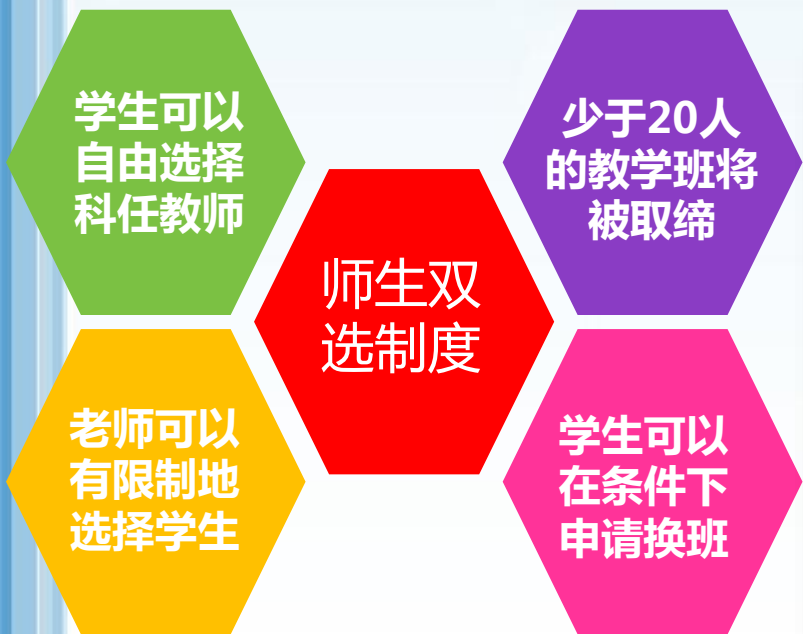 学生可以
自由选择
科任教师
少于20人
的教学班将
被取缔
师生双
选制度
老师可以
有限制地
选择学生
学生可以
在条件下
申请换班